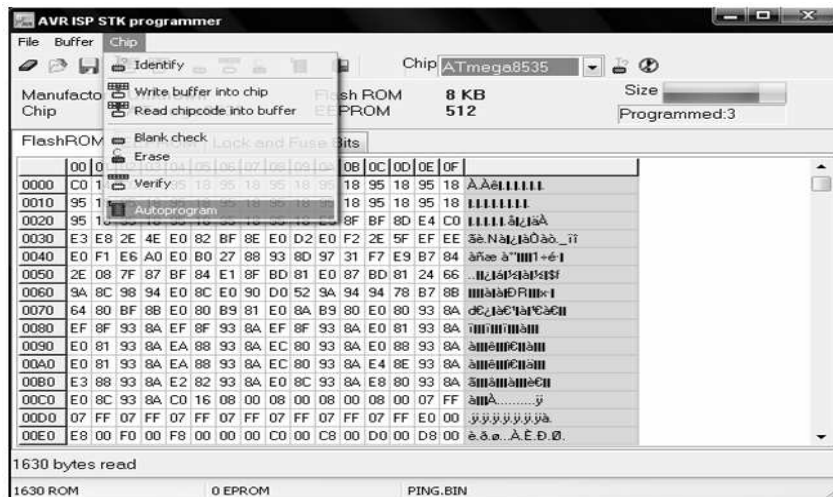 AVR ISP STK programmer
File Buffer Chip
Identify
Write buffer into chip
Read chipcode into buffer
Blank check
Erase
Verify
Autoprogram
Chip ATmega8535
Manufacto Flash ROM 8 KB Size
Chip EEPROM 512 Programmed:3
FlashROM Lock and Fuse Bits
00 0B 0C 0D 0E 0F
0000 C0 18 95 18 95 18
0010 95 18 95 18 95 18
0020 95 8F BF 8D E4 C0
0030 E3 E8 2E 4E E0 82 BF 8E E0 D2 E0 F2 2E 5F EF EE
0040 E0 F1 E6 A0 E0 B0 27 88 93 8D 97 31 F7 E9 B7 84
0050 2E 08 7F 87 BF 84 E1 8F BD 81 E0 87 BD 81 24 66
0060 9A 8C 98 94 E0 8C E0 90 D0 52 9A 94 94 78 B7 8B
0070 64 80 BF 8B E0 80 B9 81 E0 8A B9 80 E0 80 93 8A
0080 EF 8F 93 8A EF 8F 93 8A EF 8F 93 8A E0 81 93 8A
0090 E0 81 93 8A EA 88 93 8A EC 80 93 8A E0 88 93 8A
00A0 E0 81 93 8A EA 88 93 8A EC 80 93 8A E4 8E 93 8A
00B0 E3 88 93 8A E2 82 93 8A E0 8C 93 8A E8 80 93 8A
00C0 E0 8C 93 8A C0 16 08 00 08 00 08 00 08 00 07 FF
00D0 07 FF 07 FF 07 FF 07 FF 07 FF 07 FF 07 FF E0 00 .ÿ.ÿ.ÿ.ÿ.ÿ.ÿ.ÿà.
00E0 E8 00 F0 00 F8 00 00 00 C0 00 C8 00 D0 00 D8 00 è.ð.ø...À.È.Ð.Ø.
1630 bytes read
1630 ROM 0 EPROM PING.BIN